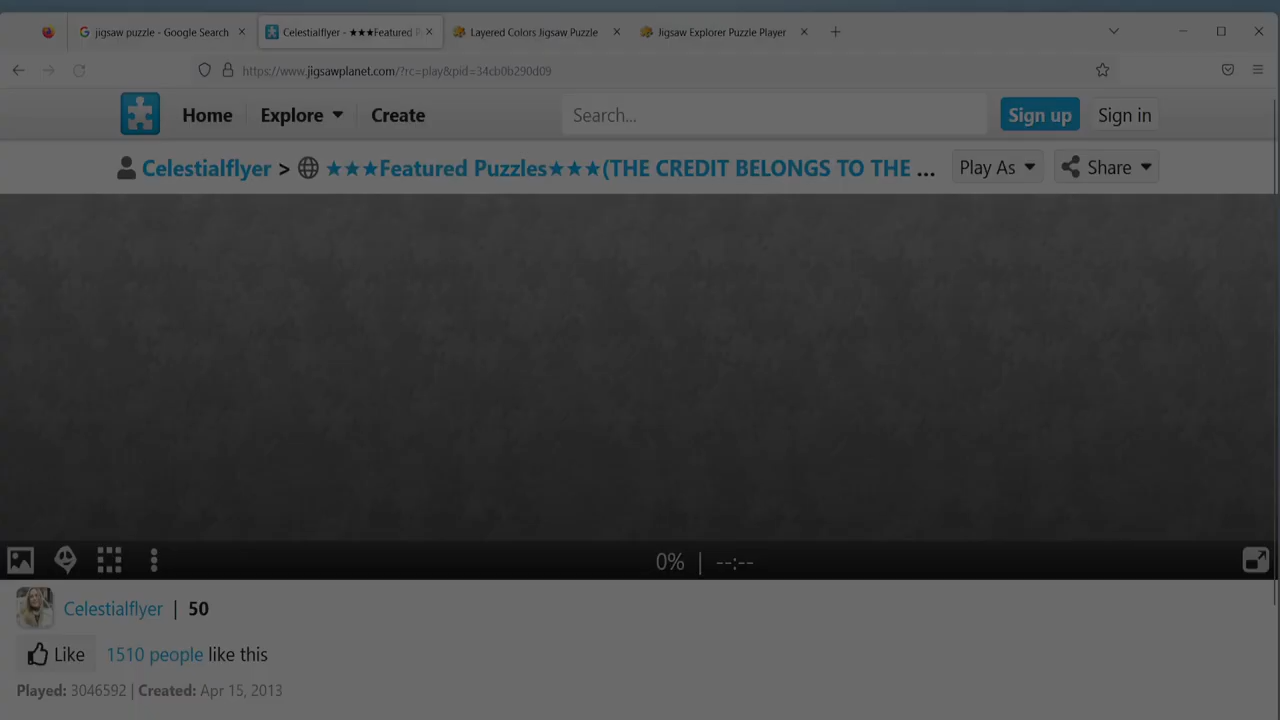 jigsaw puzzle - Google Search
Celestialflyer - ★★★Featured P
Layered Colors Jigsaw Puzzle
Jigsaw Explorer Puzzle Player
https://www.jigsawplanet.com/?rc=play&pid=34cb0b290d09
Home Explore Create Search... Sign up Sign in
Celestialflyer > ★★★Featured Puzzles★★★(THE CREDIT BELONGS TO THE ... Play As Share
0% | --:--
Celestialflyer | 50
Like 1510 people like this
Played: 3046592 | Created: Apr 15, 2013